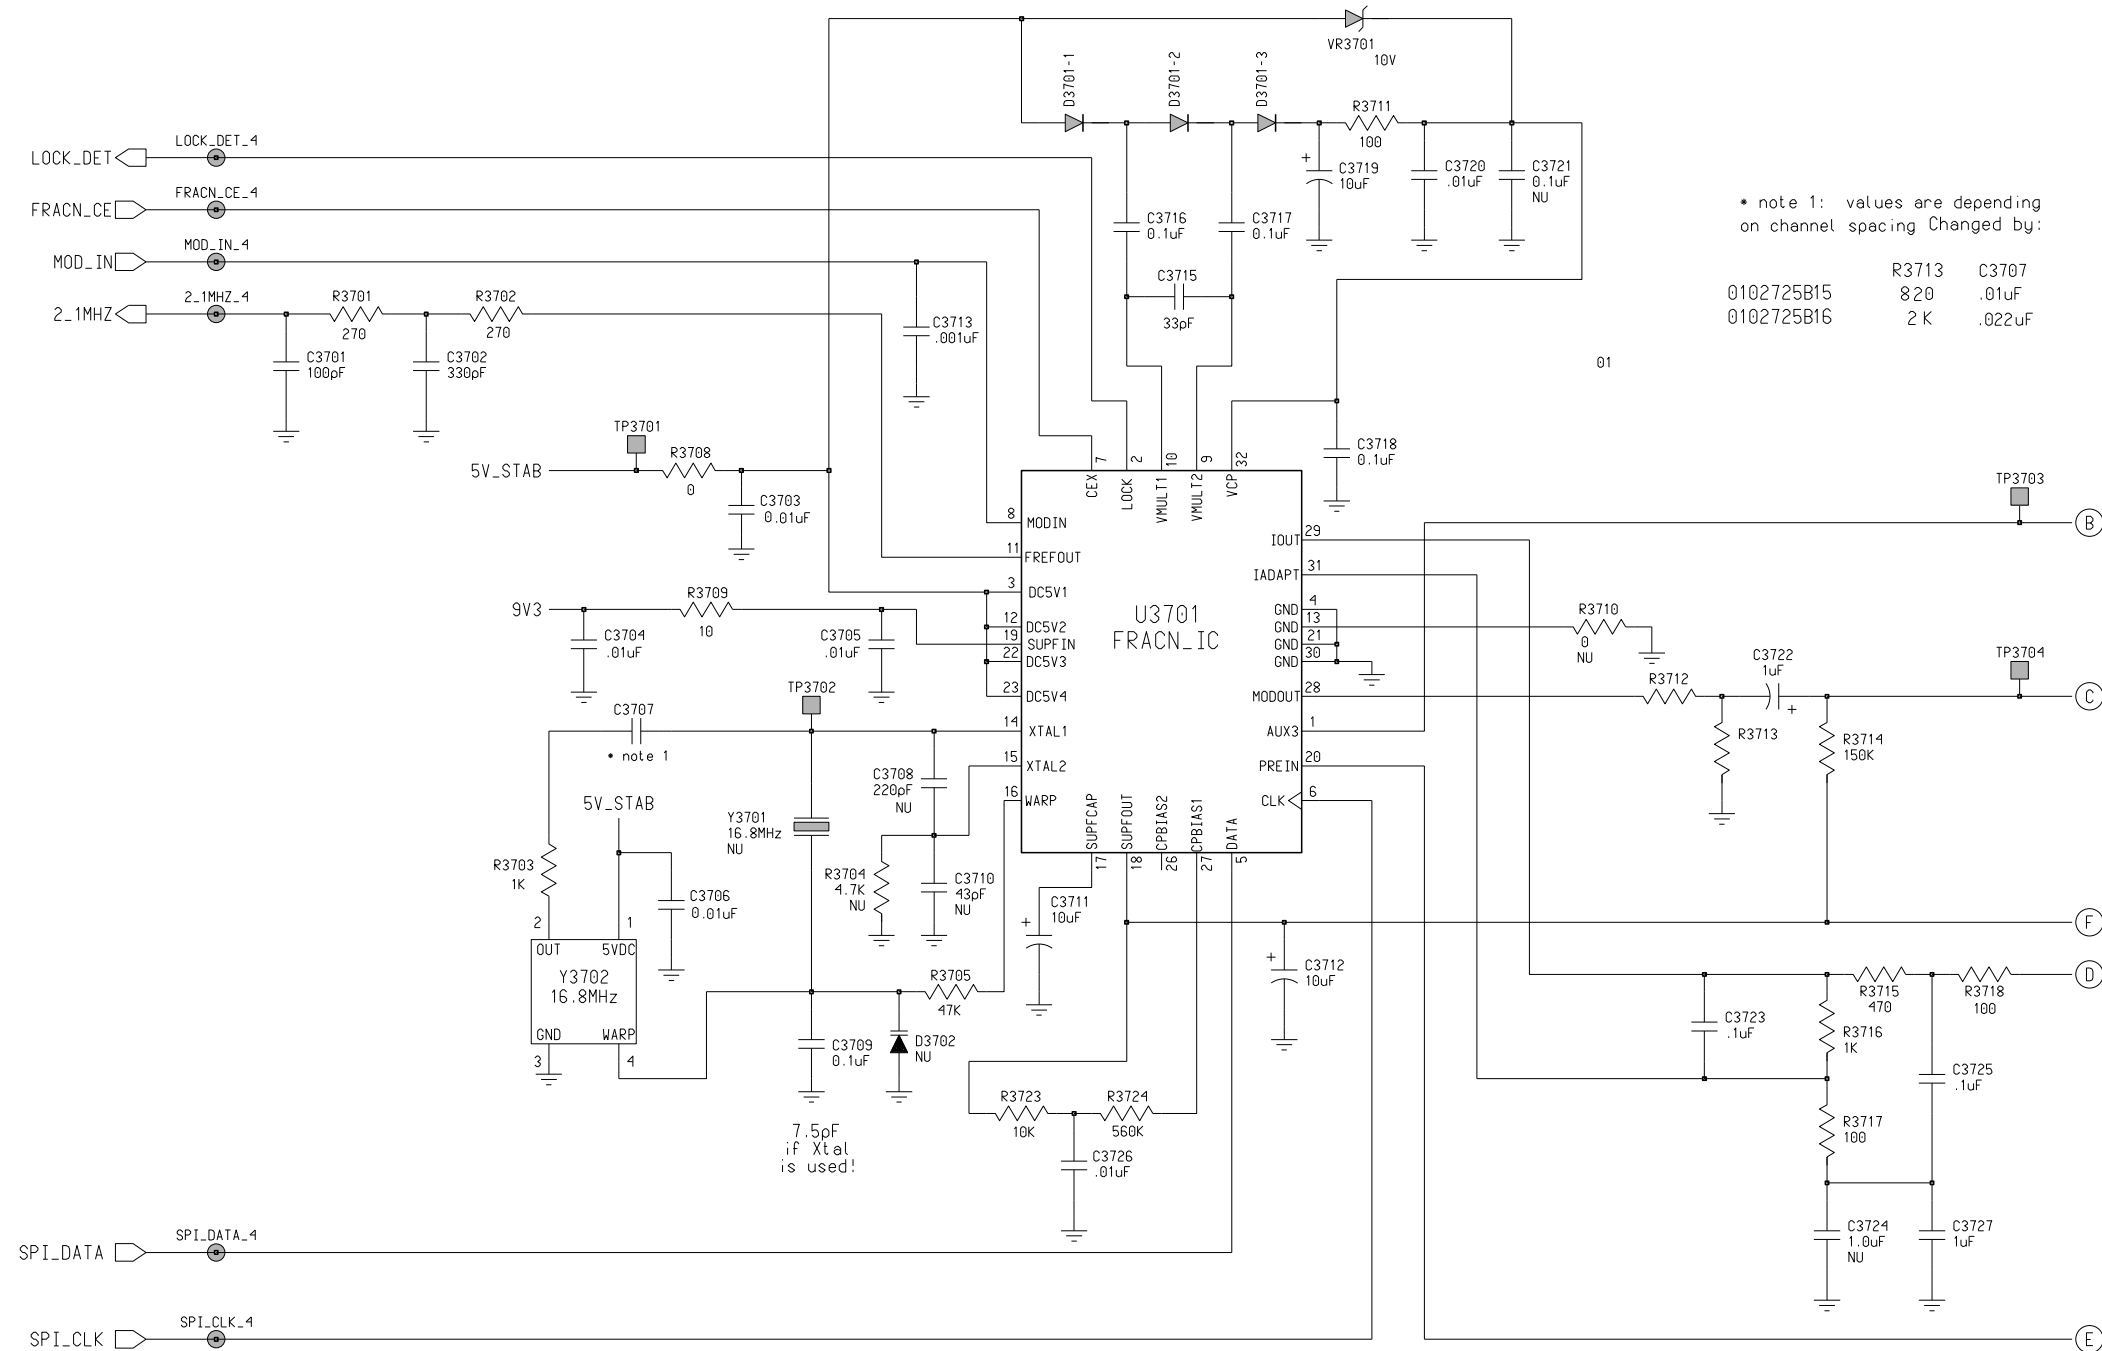 VR3701
10V
D3701-1
D3701-2
D3701-3
R3711
100
LOCK_DET
LOCK_DET_4
C3719
10uF
+
C3720
.01uF
C3721
0.1uF
NU
FRACN_CE
FRACN_CE_4
C3716
0.1uF
C3717
0.1uF
* note 1: values are depending
on channel spacing Changed by:
MOD_IN
MOD_IN_4
R3713 C3707
0102725B15 820 .01uF
0102725B16 2K .022uF
2_1MHZ
2_1MHZ_4
R3701
270
R3702
270
C3715
33pF
C3713
.001uF
C3701
100pF
C3702
330pF
01
TP3701
5V_STAB
R3708
0
C3703
0.01uF
C3718
0.1uF
7
2
10
9
32
CEX
LOCK
VMULT1
VMULT2
VCP
TP3703
B
8
MODIN
11
FREFOUT
3
DC5V1
12
DC5V2
19
SUPFIN
22
DC5V3
23
DC5V4
14
XTAL1
15
XTAL2
16
WARP
U3701
FRACN_IC
29
IOUT
31
IADAPT
4
GND
13
GND
21
GND
30
GND
28
MODOUT
1
AUX3
20
PREIN
6
CLK
SUPFCAP
SUPFOUT
CPBIAS2
CPBIAS1
DATA
17
18
26
27
5
9V3
R3709
10
C3704
.01uF
C3705
.01uF
R3710
0
NU
TP3702
C3707
* note 1
C3722
1uF
+
TP3704
R3712
C
R3713
R3714
150K
C3708
220pF
NU
5V_STAB
Y3701
16.8MHz
NU
R3703
1K
R3704
4.7K
NU
C3710
43pF
NU
C3706
0.01uF
C3711
10uF
+
2
1
OUT
5VDC
Y3702
16.8MHz
GND
WARP
3
4
F
R3705
47K
C3712
10uF
+
D
R3715
470
R3718
100
C3709
0.1uF
D3702
NU
C3723
.1uF
R3716
1K
C3725
.1uF
R3723
10K
R3724
560K
R3717
100
7.5pF
if Xtal
is used!
C3726
.01uF
SPI_DATA
SPI_DATA_4
C3724
1.0uF
NU
C3727
1uF
SPI_CLK
SPI_CLK_4
E